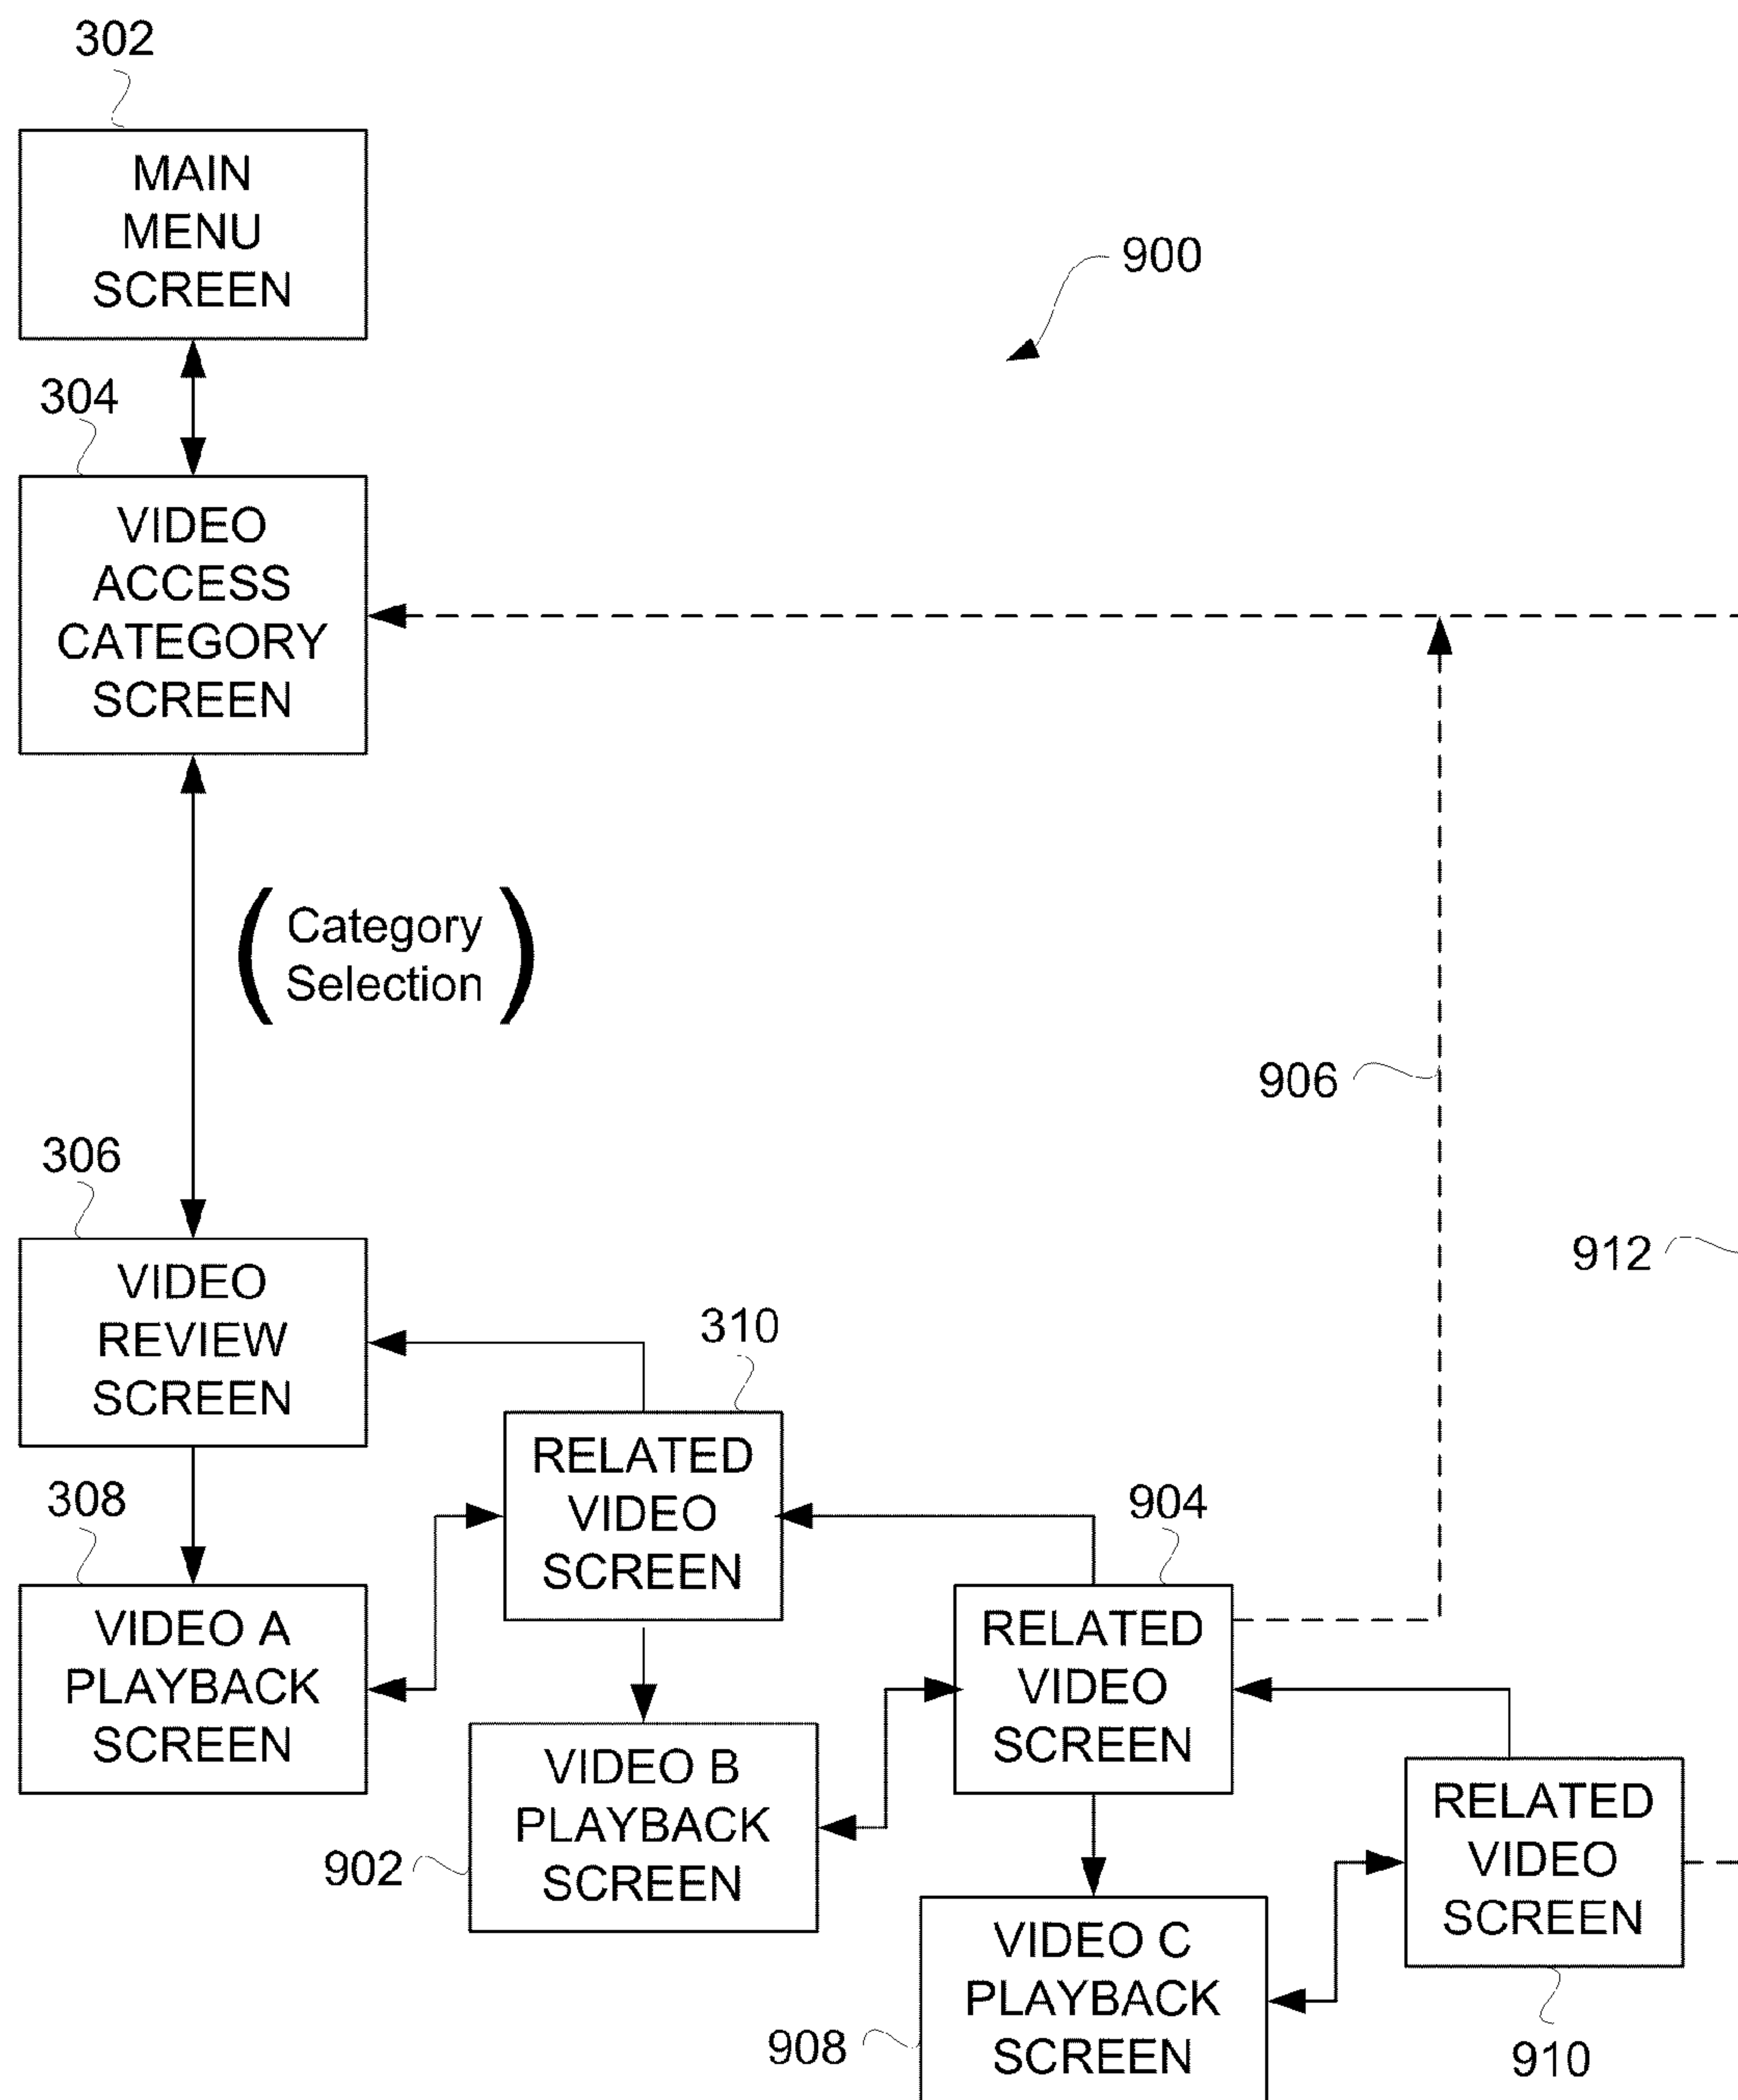 302
MAIN
MENU
SCREEN
900
304
VIDEO
ACCESS
CATEGORY
SCREEN
Category
Selection
906
912
306
VIDEO
REVIEW
SCREEN
310
RELATED
VIDEO
SCREEN
308
VIDEO A
PLAYBACK
SCREEN
904
RELATED
VIDEO
SCREEN
902
VIDEO B
PLAYBACK
SCREEN
RELATED
VIDEO
SCREEN
910
908
VIDEO C
PLAYBACK
SCREEN